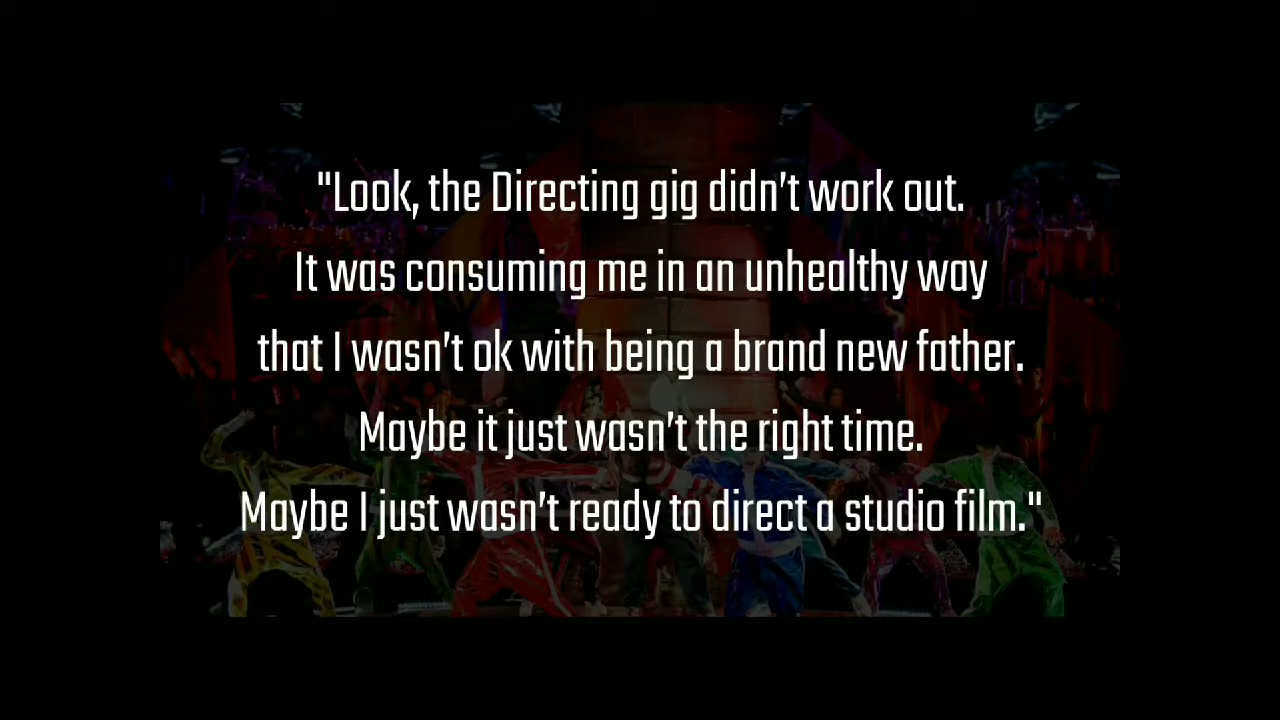 "Look, the Directing gig didn't work out.
It was consuming me in an unhealthy way
that I wasn't ok with being a brand new father.
Maybe it just wasn't the right time.
Maybe I just wasn't ready to direct a studio film."